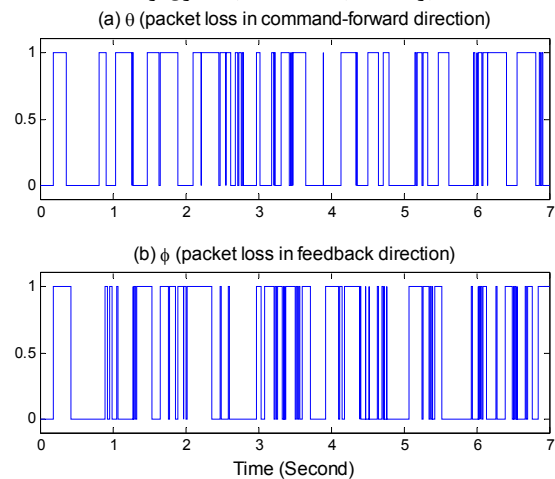 (a) θ (packet loss in command-forward direction)
1
0.5
0
0 1 2 3 4 5 6 7
(b) ϕ (packet loss in feedback direction)
1
0.5
0
0 1 2 3 4 5 6 7
Time (Second)